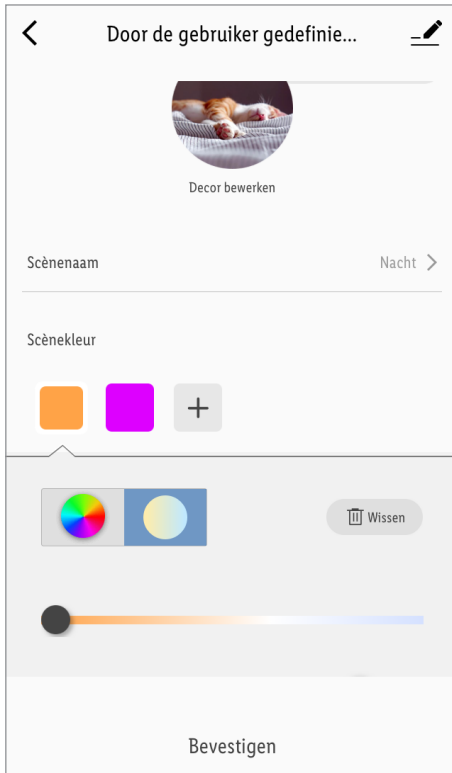 Door de gebruiker gedefinie...
Decor bewerken
Scènenaam Nacht
Scènekleur
Wissen
Bevestigen